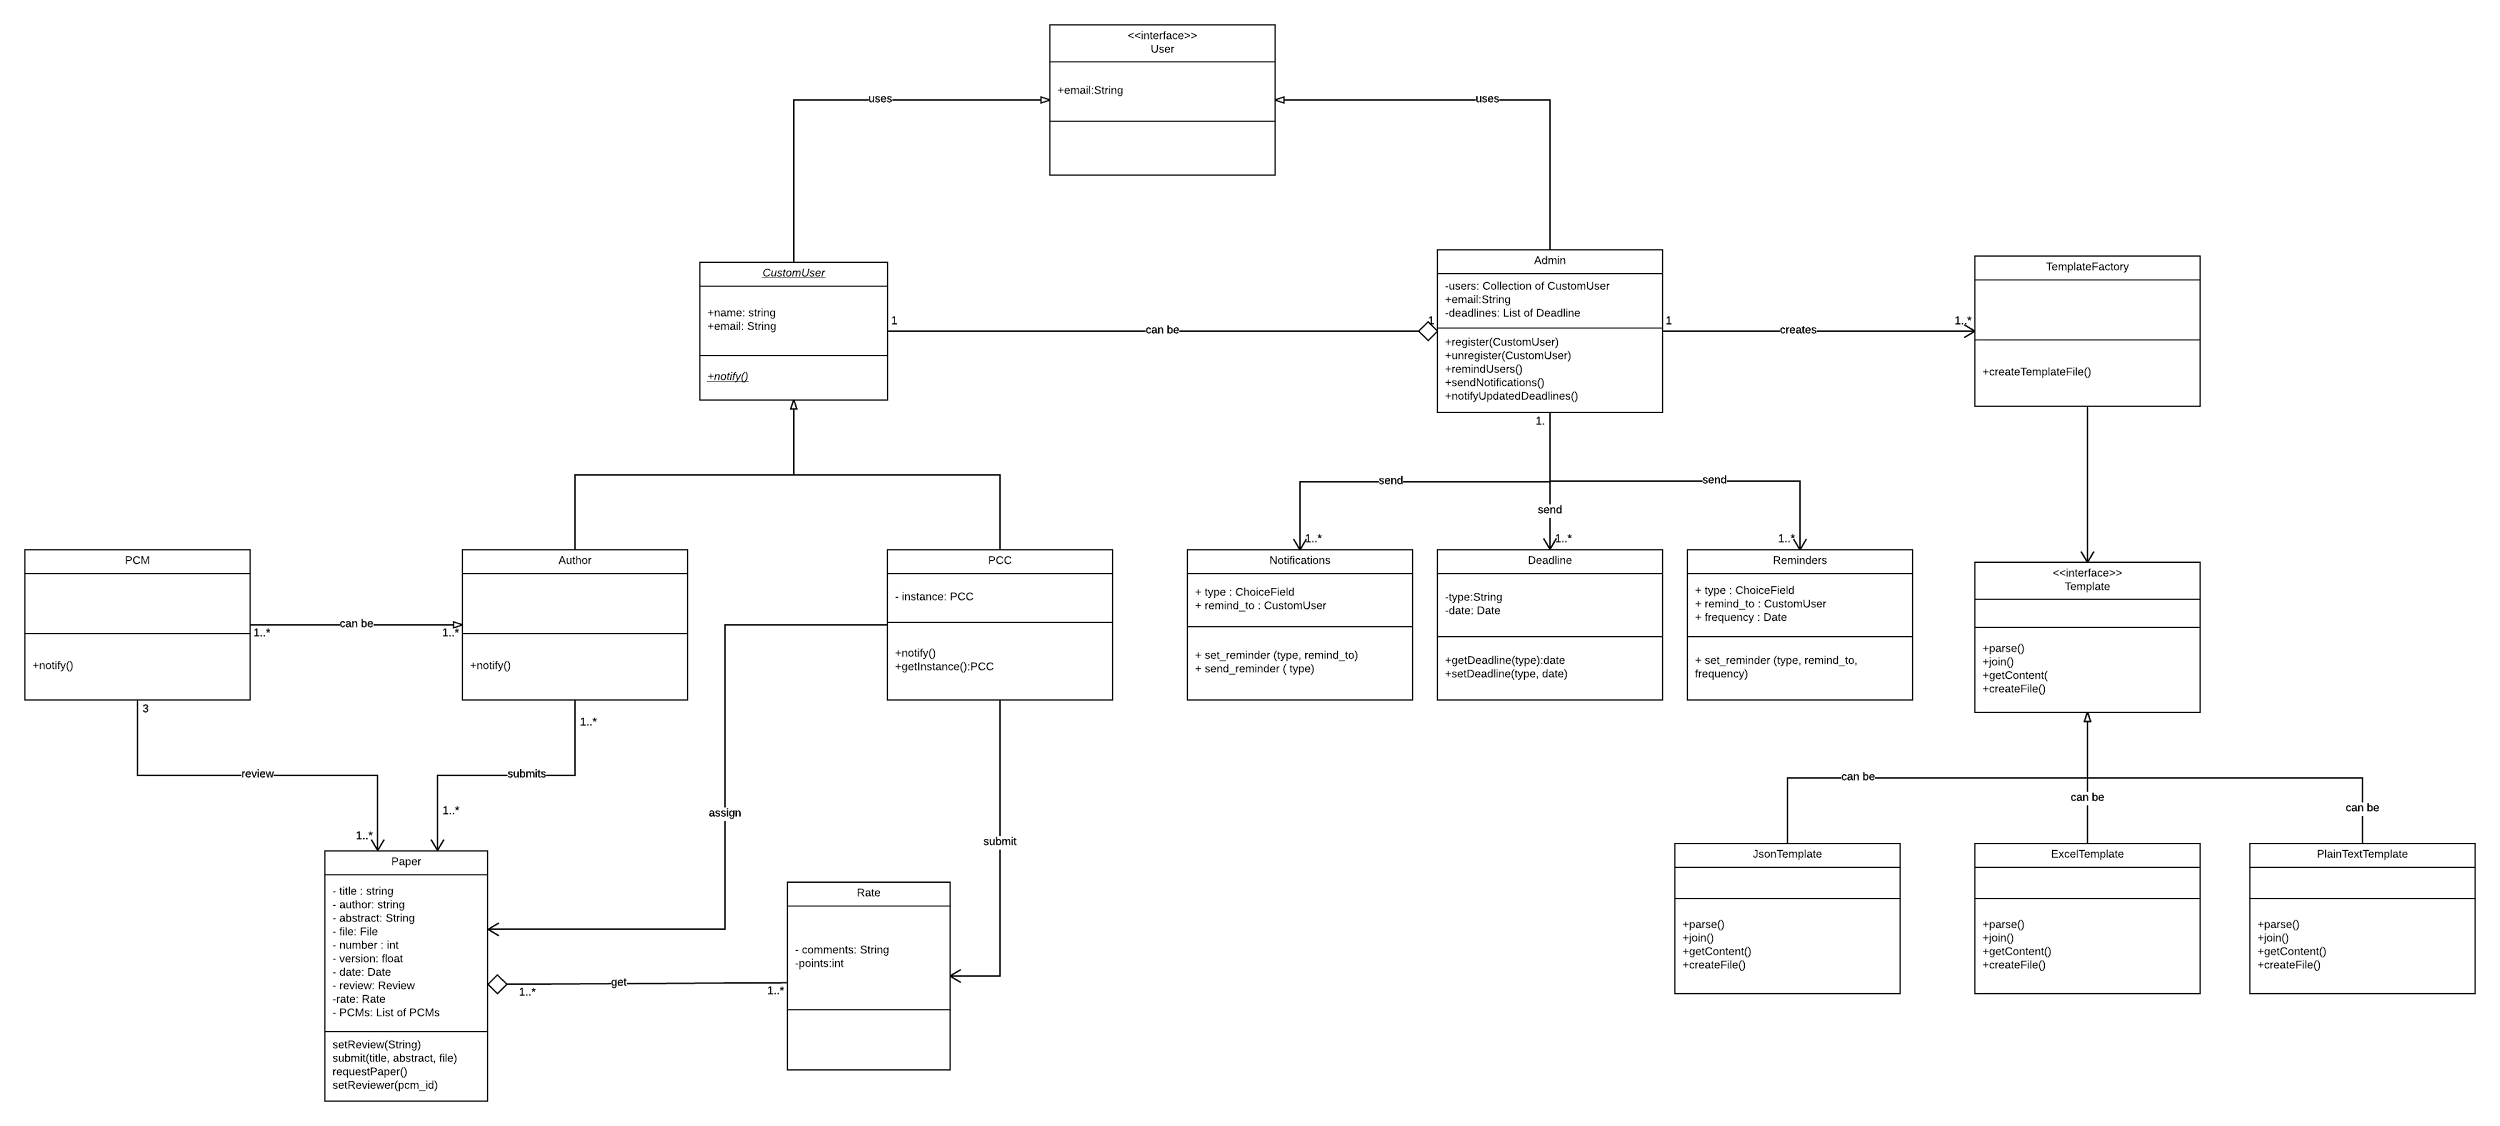 <<interface>>
User
+email:String
uses
uses
CustomUser
+name: string
+email: String
+notify()
1
can be
1
Admin
-users: Collection of CustomUser
+email:String
-deadlines: List of Deadline
+register(CustomUser)
+unregister(CustomUser)
+remindUsers()
+sendNotifications()
+notifyUpdatedDeadlines()
1
creates
1..*
TemplateFactory
+createTemplateFile()
1.
send
send
send
1..*
1..*
1..*
PCM
+notify()
1..*
can be
1..*
Author
+notify()
PCC
- instance: PCC
+notify()
+getInstance():PCC
Notifications
+ type : ChoiceField
+ remind_to : CustomUser
+ set_reminder (type, remind_to)
+ send_reminder ( type)
Deadline
-type:String
-date: Date
+getDeadline(type):date
+setDeadline(type, date)
Reminders
+ type : ChoiceField
+ remind_to : CustomUser
+ frequency : Date
+ set_reminder (type, remind_to,
frequency)
<<interface>>
Template
+parse()
+join()
+getContent(
+createFile()
3
review
1..*
1..*
submits
1..*
assign
submit
can be
can be
can be
Paper
- title : string
- author: string
- abstract: String
- file: File
- number : int
- version: float
- date: Date
- review: Review
-rate: Rate
- PCMs: List of PCMs
setReview(String)
submit(title, abstract, file)
requestPaper()
setReviewer(pcm_id)
1..*
get
1..*
Rate
- comments: String
-points:int
JsonTemplate
+parse()
+join()
+getContent()
+createFile()
ExcelTemplate
+parse()
+join()
+getContent()
+createFile()
PlainTextTemplate
+parse()
+join()
+getContent()
+createFile()